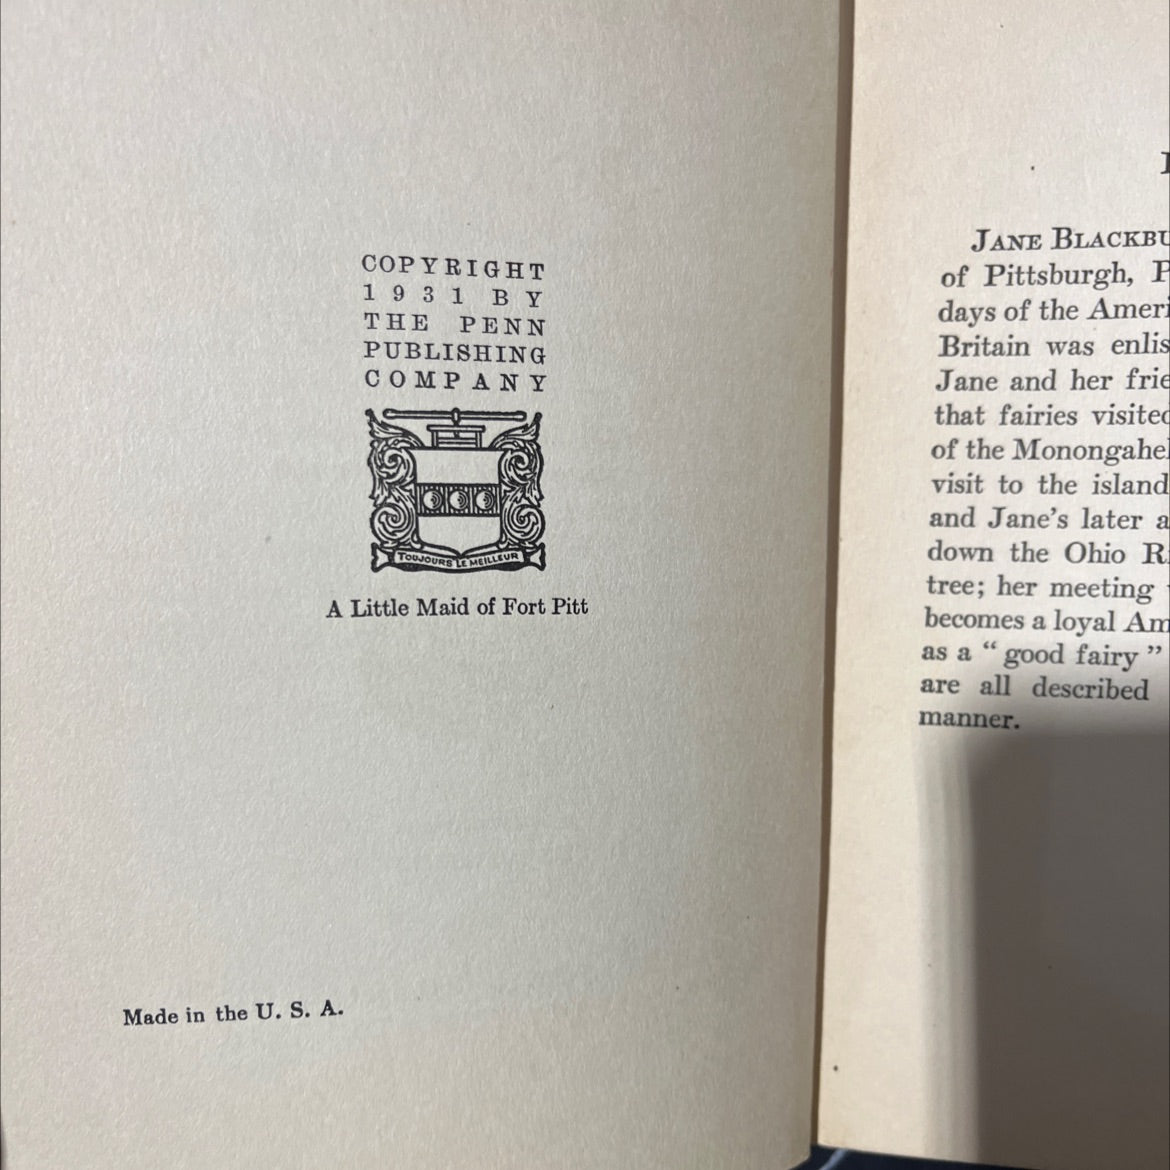 COPYRIGHT
1931 BY
THE PENN
PUBLISHING
COMPANY
TOUJOURS LE MEILLEUR
A Little Maid of Fort Pitt
Made in the U. S. A.
JANE BLACKBU
of Pittsburgh, P
days of the Ameri
Britain was enlis
Jane and her frie
that fairies visited
of the Monongahel
visit to the island
and Jane's later a
down the Ohio R
tree; her meeting
becomes a loyal Am
as a “ good fairy ”
are all described
manner.